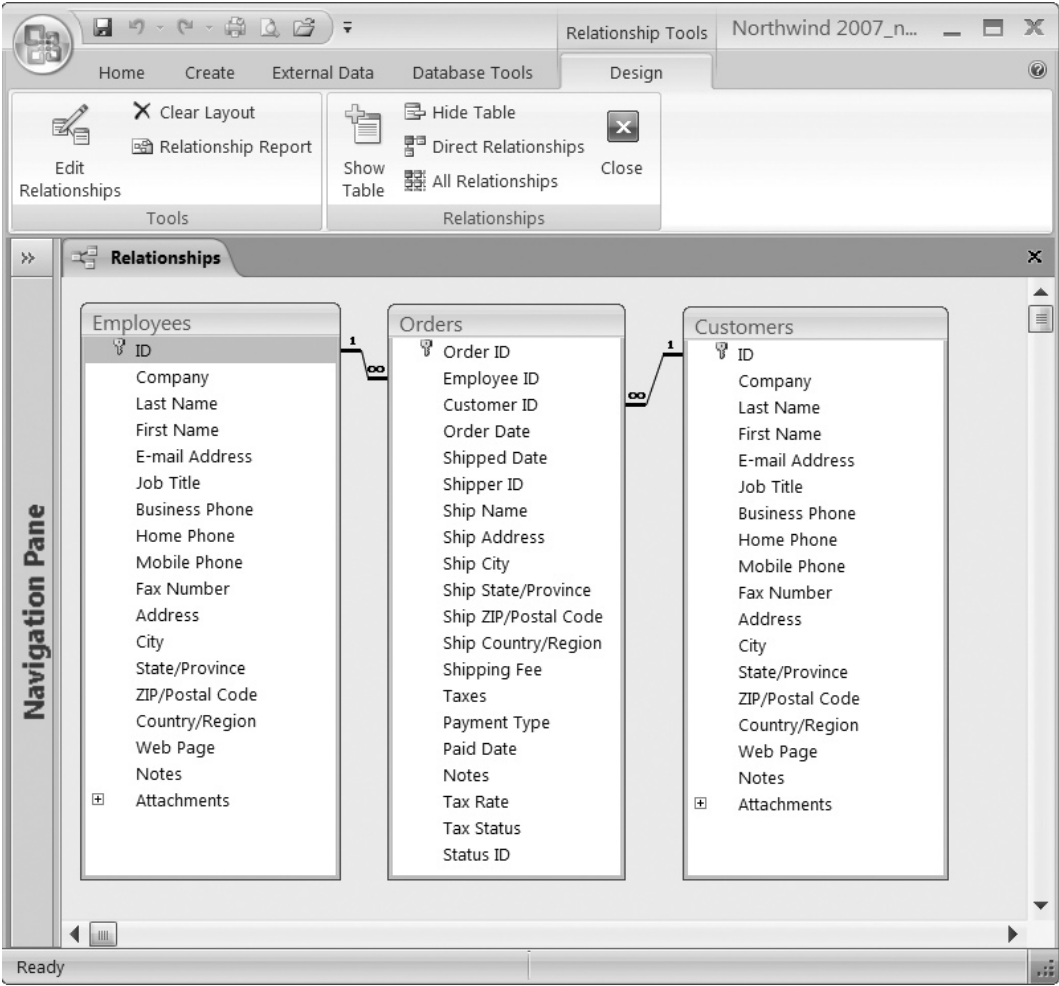 Relationship Tools
Northwind 2007_n...
Home Create External Data Database Tools Design
Edit Relationships
Clear Layout
Relationship Report
Tools
Show Table
Hide Table
Direct Relationships
All Relationships
Close
Relationships
Relationships
Navigation Pane
Employees
ID
Company
Last Name
First Name
E-mail Address
Job Title
Business Phone
Home Phone
Mobile Phone
Fax Number
Address
City
State/Province
ZIP/Postal Code
Country/Region
Web Page
Notes
Attachments
1
∞
Orders
Order ID
Employee ID
Customer ID
Order Date
Shipped Date
Shipper ID
Ship Name
Ship Address
Ship City
Ship State/Province
Ship ZIP/Postal Code
Ship Country/Region
Shipping Fee
Taxes
Payment Type
Paid Date
Notes
Tax Rate
Tax Status
Status ID
1
∞
Customers
ID
Company
Last Name
First Name
E-mail Address
Job Title
Business Phone
Home Phone
Mobile Phone
Fax Number
Address
City
State/Province
ZIP/Postal Code
Country/Region
Web Page
Notes
Attachments
Ready